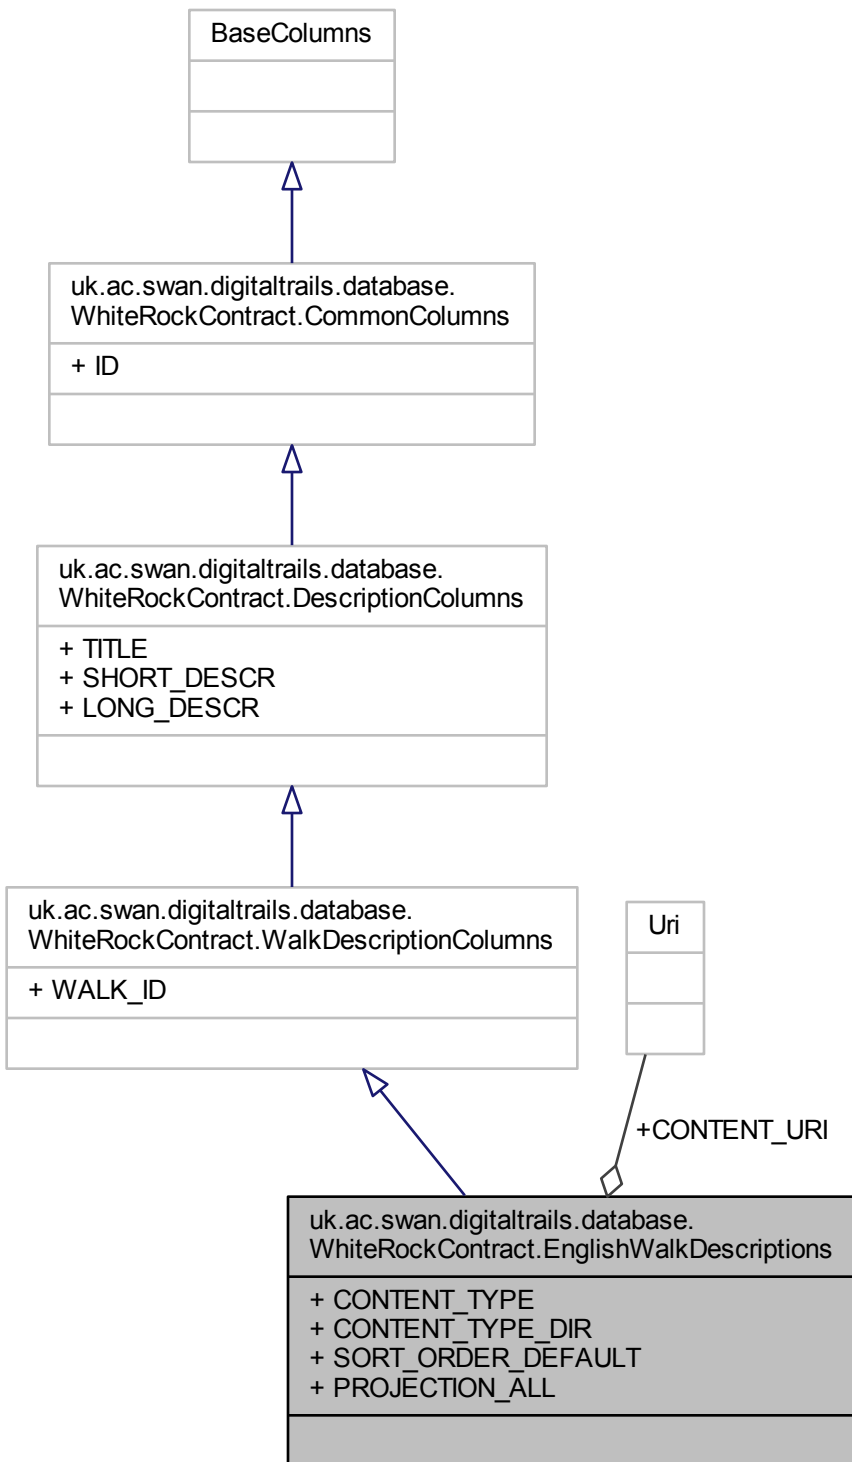 BaseColumns
uk.ac.swan.digitaltrails.database.
WhiteRockContract.CommonColumns
+ ID
uk.ac.swan.digitaltrails.database.
WhiteRockContract.DescriptionColumns
+ TITLE
+ SHORT_DESCR
+ LONG_DESCR
uk.ac.swan.digitaltrails.database.
WhiteRockContract.WalkDescriptionColumns
+ WALK_ID
Uri
+CONTENT_URI
uk.ac.swan.digitaltrails.database.
WhiteRockContract.EnglishWalkDescriptions
+ CONTENT_TYPE
+ CONTENT_TYPE_DIR
+ SORT_ORDER_DEFAULT
+ PROJECTION_ALL